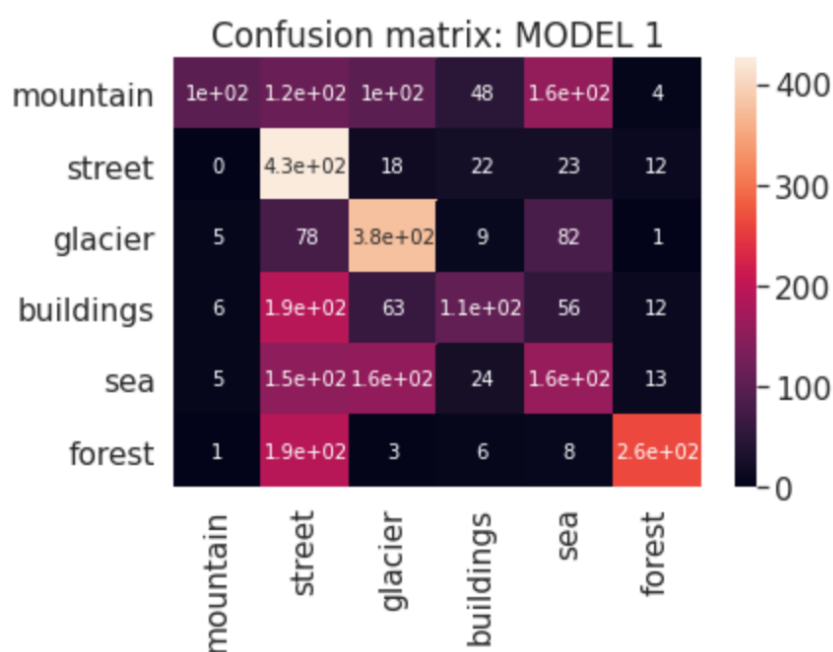 Confusion matrix: MODEL 1
mountain 1e+02 1.2e+02 1e+02 48 1.6e+02 4
400
street 0 4.3e+02 18 22 23 12
300
glacier 5 78 3.8e+02 9 82 1
200
buildings 6 1.9e+02 63 1.1e+02 56 12
sea 5 1.5e+02 1.6e+02 24 1.6e+02 13
100
forest 1 1.9e+02 3 6 8 2.6e+02
0
mountain street glacier buildings sea forest